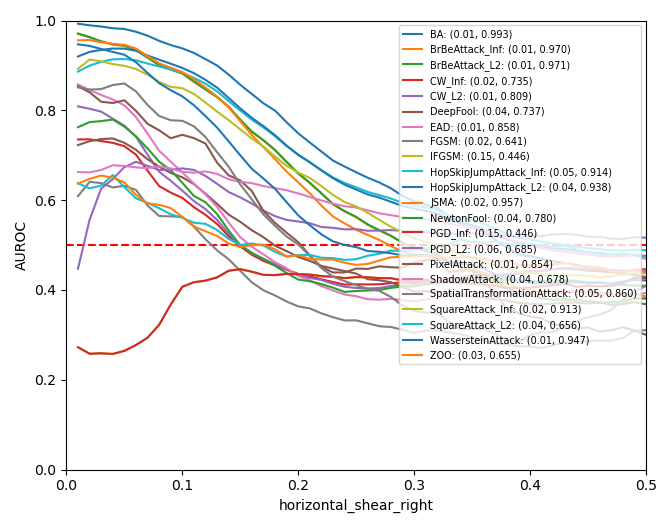 1.0
0.8
0.6
0.4
0.2
0.0
AUROC
0.0 0.1 0.2 0.3 0.4 0.5
horizontal_shear_right
BA: (0.01, 0.993)
BrBeAttack_Inf: (0.01, 0.970)
BrBeAttack_L2: (0.01, 0.971)
CW_Inf: (0.02, 0.735)
CW_L2: (0.01, 0.809)
DeepFool: (0.04, 0.737)
EAD: (0.01, 0.858)
FGSM: (0.02, 0.641)
IFGSM: (0.15, 0.446)
HopSkipJumpAttack_Inf: (0.05, 0.914)
HopSkipJumpAttack_L2: (0.04, 0.938)
JSMA: (0.02, 0.957)
NewtonFool: (0.04, 0.780)
PGD_Inf: (0.15, 0.446)
PGD_L2: (0.06, 0.685)
PixelAttack: (0.01, 0.854)
ShadowAttack: (0.04, 0.678)
SpatialTransformationAttack: (0.05, 0.860)
SquareAttack_Inf: (0.02, 0.913)
SquareAttack_L2: (0.04, 0.656)
WassersteinAttack: (0.01, 0.947)
ZOO: (0.03, 0.655)